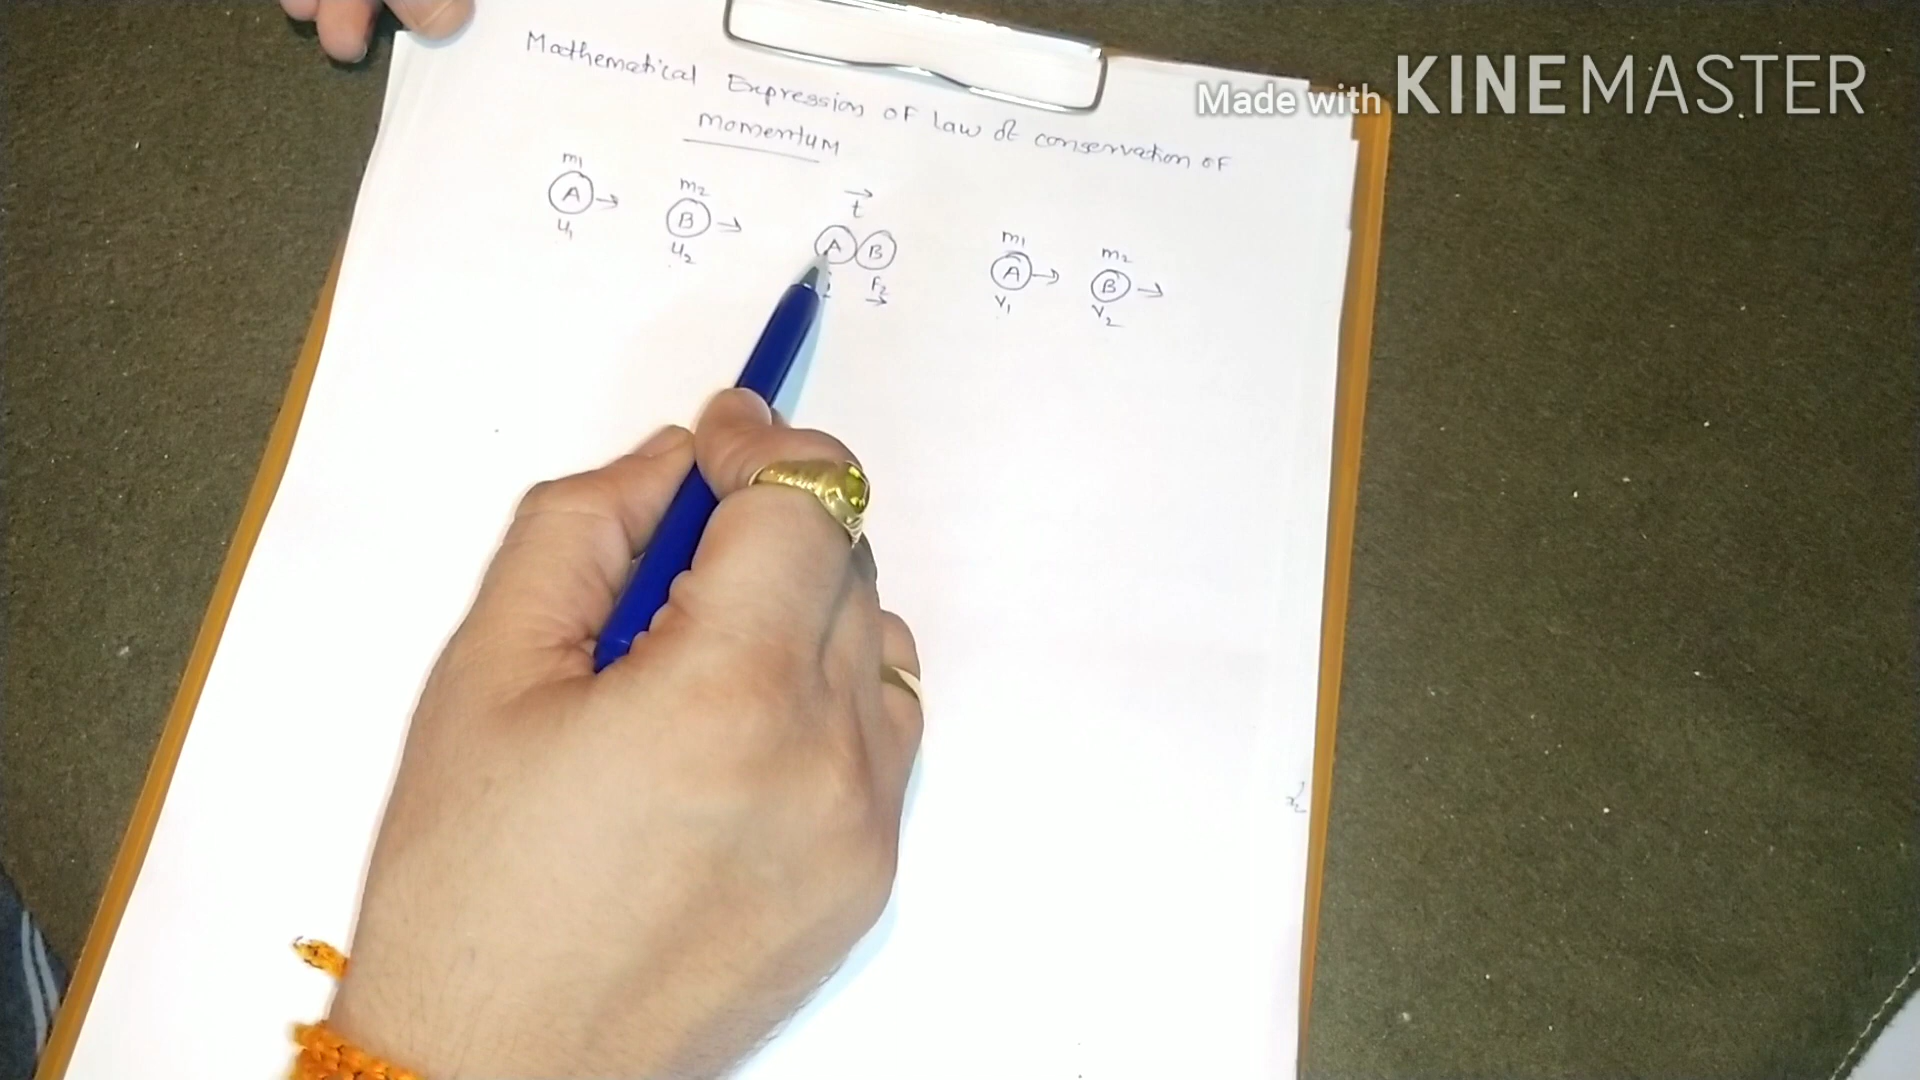 Made with KINEMASTER
Mathematical Expression OF Law of conservation of
momentum
m1 m2 t m1 m2
A B A B A B
u1 u2 F2 v1 v2